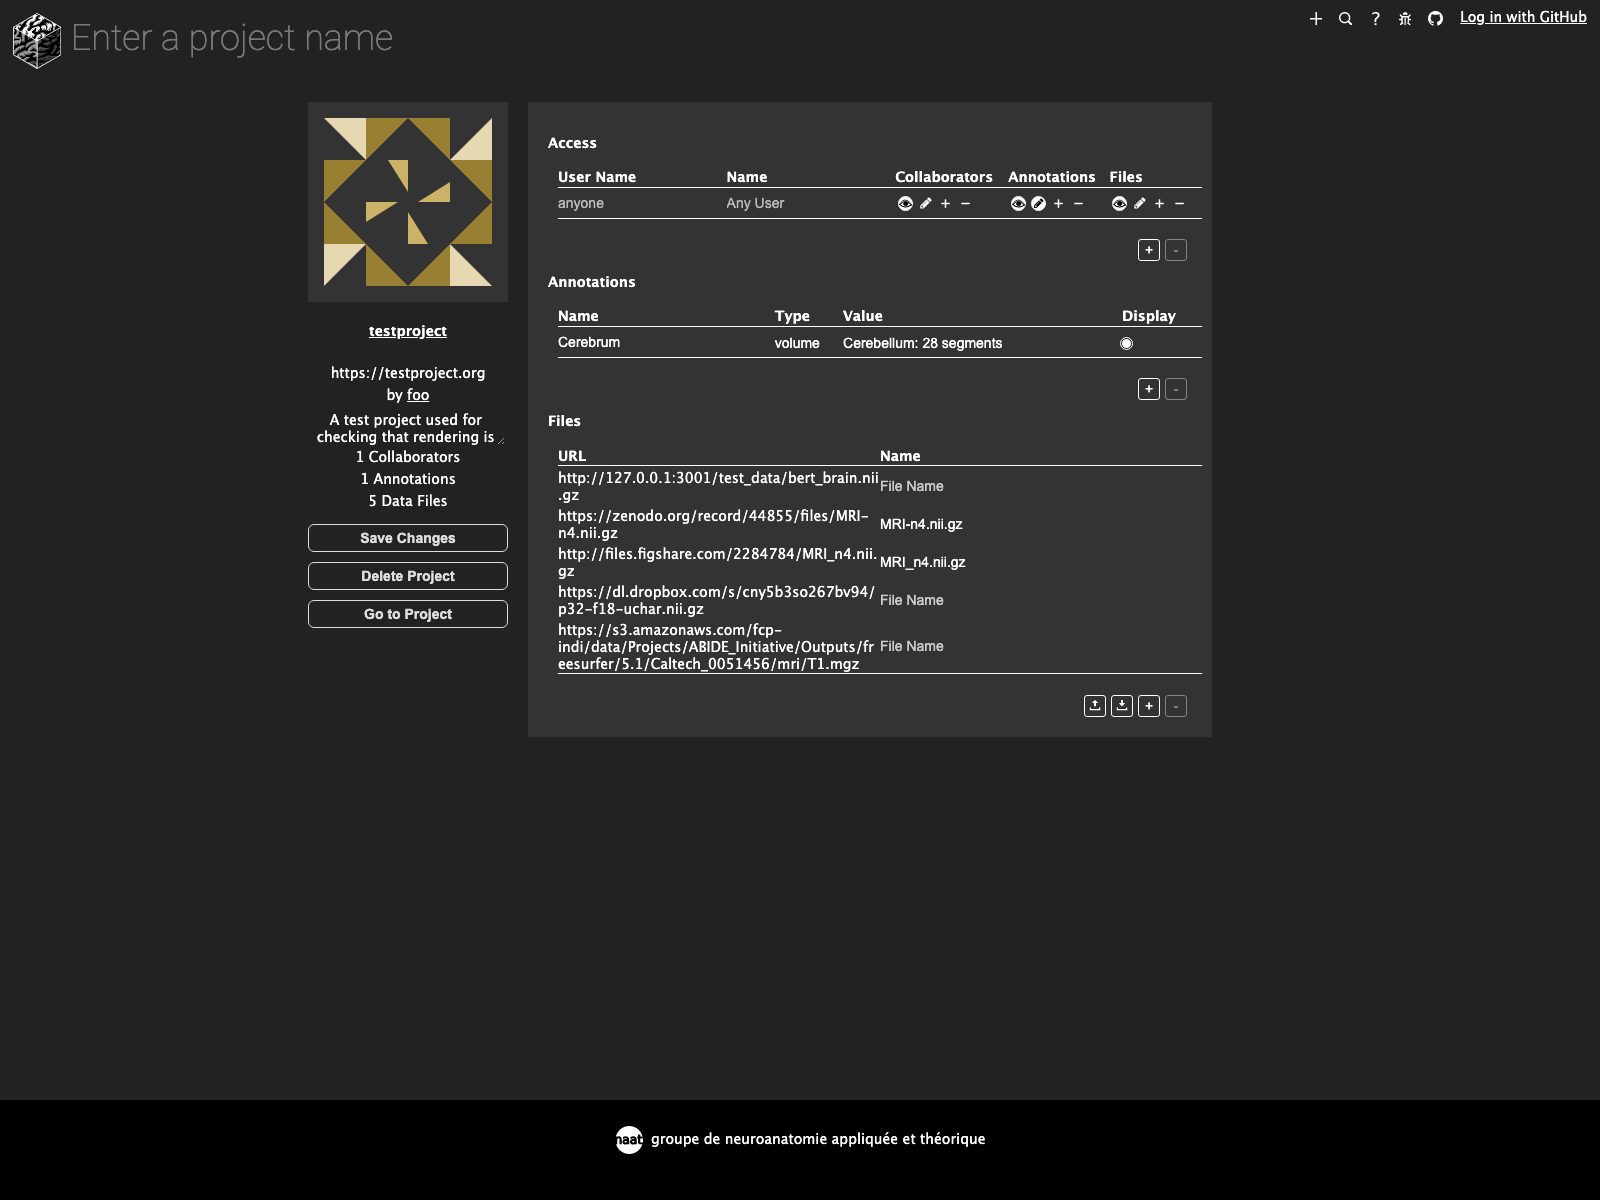 Enter a project name
? Log in with GitHub
testproject
https://testproject.org
by foo
A test project used for
checking that rendering is
1 Collaborators
1 Annotations
5 Data Files
Save Changes
Delete Project
Go to Project
Access
User Name Name Collaborators Annotations Files
anyone Any User + − + − + −
+ -
Annotations
Name Type Value Display
Cerebrum volume Cerebellum: 28 segments
+ -
Files
URL Name
http://127.0.0.1:3001/test_data/bert_brain.nii
.gz
File Name
https://zenodo.org/record/44855/files/MRI-
n4.nii.gz
MRI-n4.nii.gz
http://files.figshare.com/2284784/MRI_n4.nii.
gz
MRI_n4.nii.gz
https://dl.dropbox.com/s/cny5b3so267bv94/
p32-f18-uchar.nii.gz
File Name
https://s3.amazonaws.com/fcp-
indi/data/Projects/ABIDE_Initiative/Outputs/fr
eesurfer/5.1/Caltech_0051456/mri/T1.mgz
File Name
+ -
naat groupe de neuroanatomie appliquée et théorique